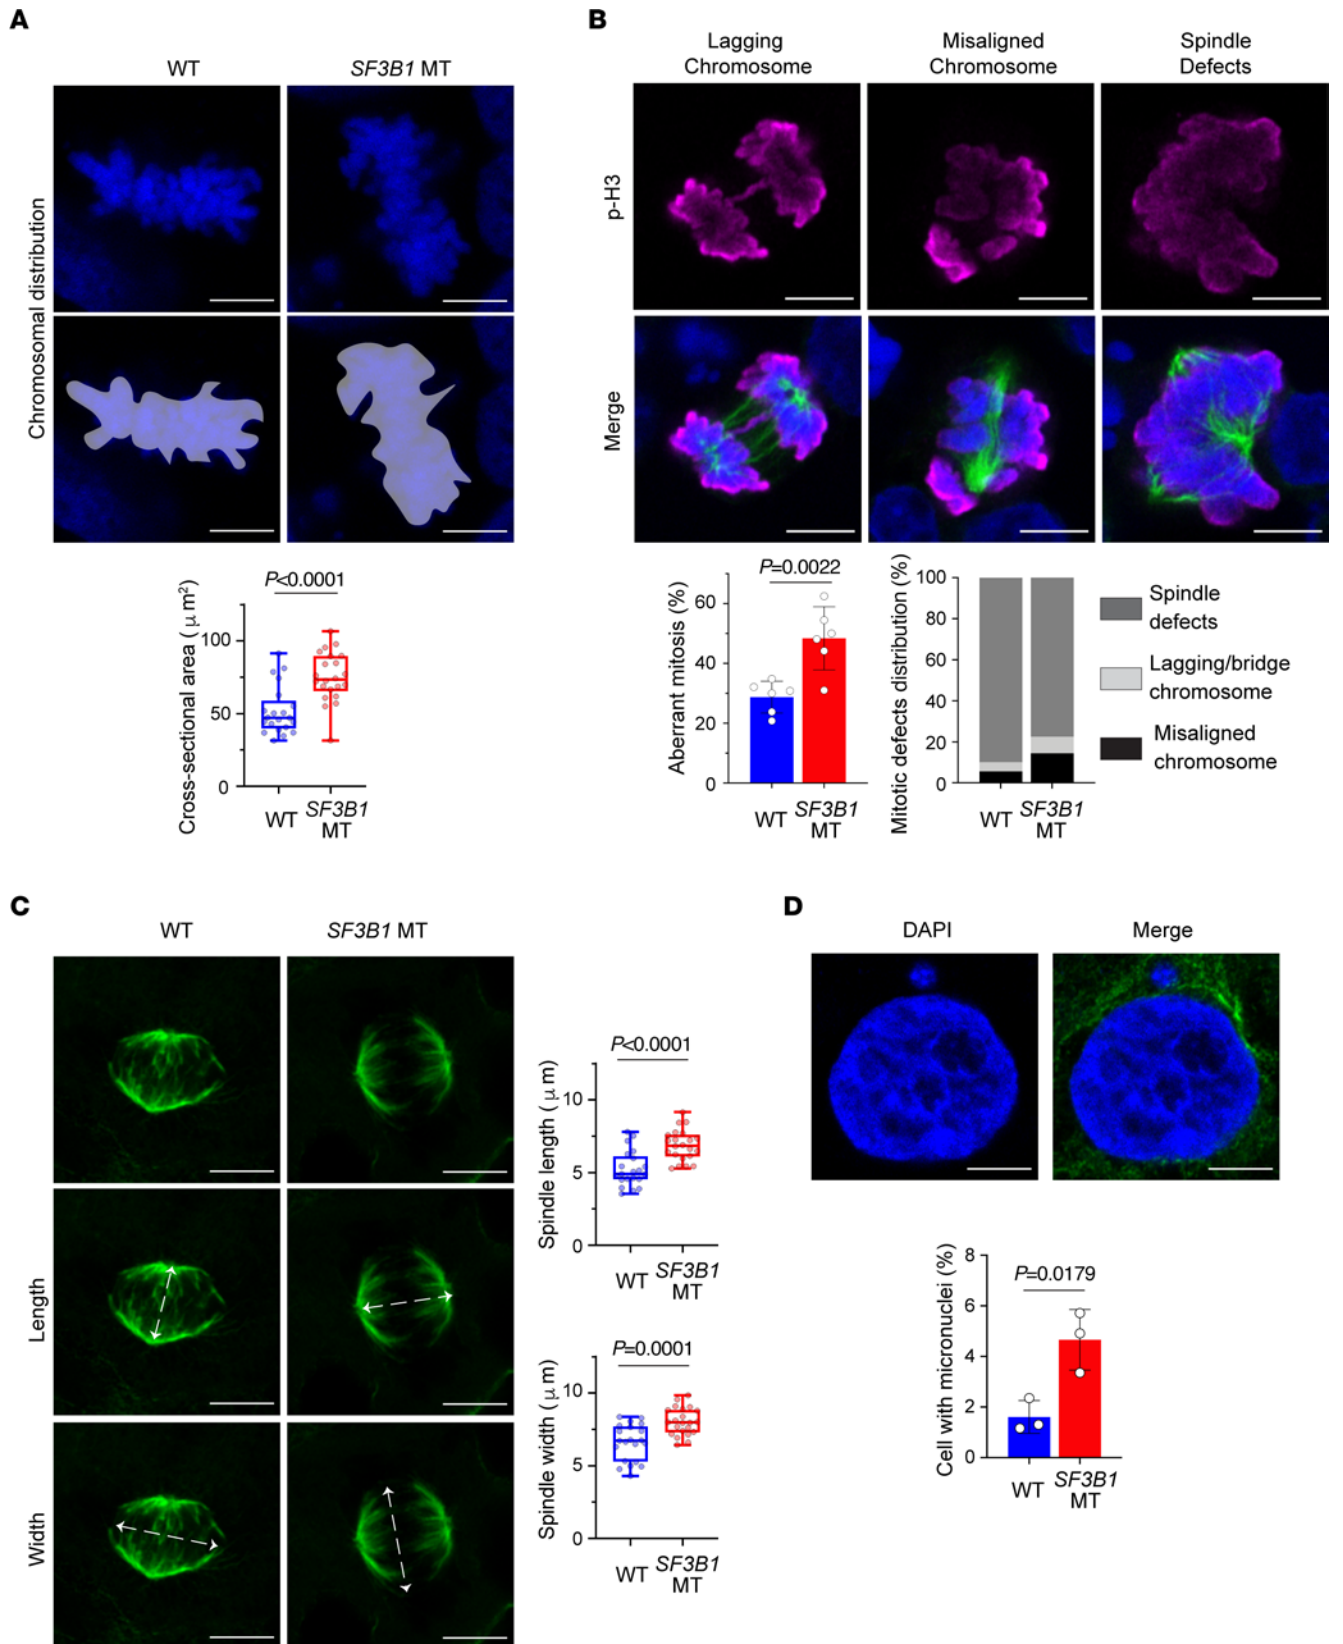 A
WT
SF3B1 MT
Chromosomal distribution
P<0.0001
Cross-sectional area (μm²)
100
50
0
WT
SF3B1
MT
B
Lagging
Chromosome
Misaligned
Chromosome
Spindle
Defects
p-H3
Merge
P=0.0022
Aberrant mitosis (%)
60
40
20
0
WT
SF3B1
MT
Mitotic defects distribution (%)
100
80
60
40
20
0
WT
SF3B1
MT
Spindle
defects
Lagging/bridge
chromosome
Misaligned
chromosome
C
WT
SF3B1 MT
Length
Width
P<0.0001
Spindle length (μm)
10
5
0
WT
SF3B1
MT
P=0.0001
Spindle width (μm)
10
5
0
WT
SF3B1
MT
D
DAPI
Merge
Cell with micronuclei (%)
8
6
4
2
0
P=0.0179
WT
SF3B1
MT